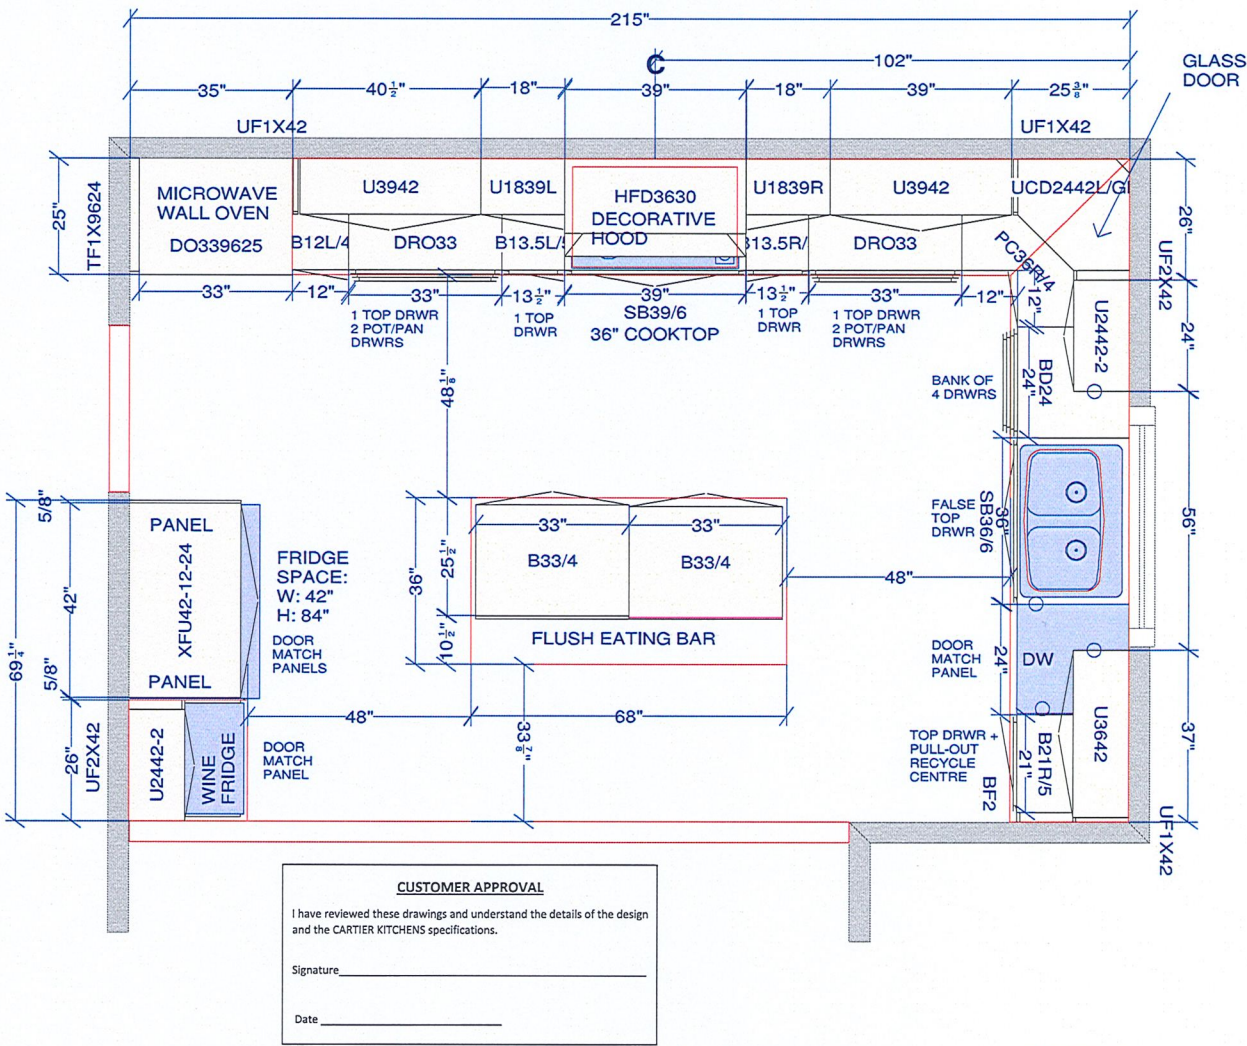 215"
C
102"
GLASS
DOOR
35"
40 1/2"
18"
39"
18"
39"
25 3/8"
UF1X42
UF1X42
25"
TF1X9624
MICROWAVE
WALL OVEN
DO339625
U3942
U1839L
HFD3630
DECORATIVE
HOOD
U1839R
U3942
UCD2442L/GI
26"
B12L/4
DRO33
B13.5L/
B13.5R/
DRO33
PC36R/4
UF2X42
33"
12"
33"
13 1/2"
39"
13 1/2"
33"
12"
12"
1 TOP DRWR
2 POT/PAN
DRWRS
1 TOP
DRWR
SB39/6
36" COOKTOP
1 TOP
DRWR
1 TOP DRWR
2 POT/PAN
DRWRS
U2442-2
24"
48 1/8"
BANK OF
4 DRWRS
BD24
24"
5/8"
PANEL
XFU42-12-24
PANEL
42"
69 1/4"
5/8"
FRIDGE
SPACE:
W: 42"
H: 84"
DOOR
MATCH
PANELS
36"
25 1/2"
10 1/2"
33"
33"
B33/4
B33/4
FLUSH EATING BAR
48"
FALSE
TOP
DRWR
SB36/6
36"
56"
DOOR
MATCH
PANEL
24"
DW
48"
68"
33 7/8"
UF2X42
26"
U2442-2
WINE
FRIDGE
DOOR
MATCH
PANEL
TOP DRWR +
PULL-OUT
RECYCLE
CENTRE
BF2
B21R/5
21"
U3642
37"
UF1X42
CUSTOMER APPROVAL
I have reviewed these drawings and understand the details of the design
and the CARTIER KITCHENS specifications.
Signature
Date